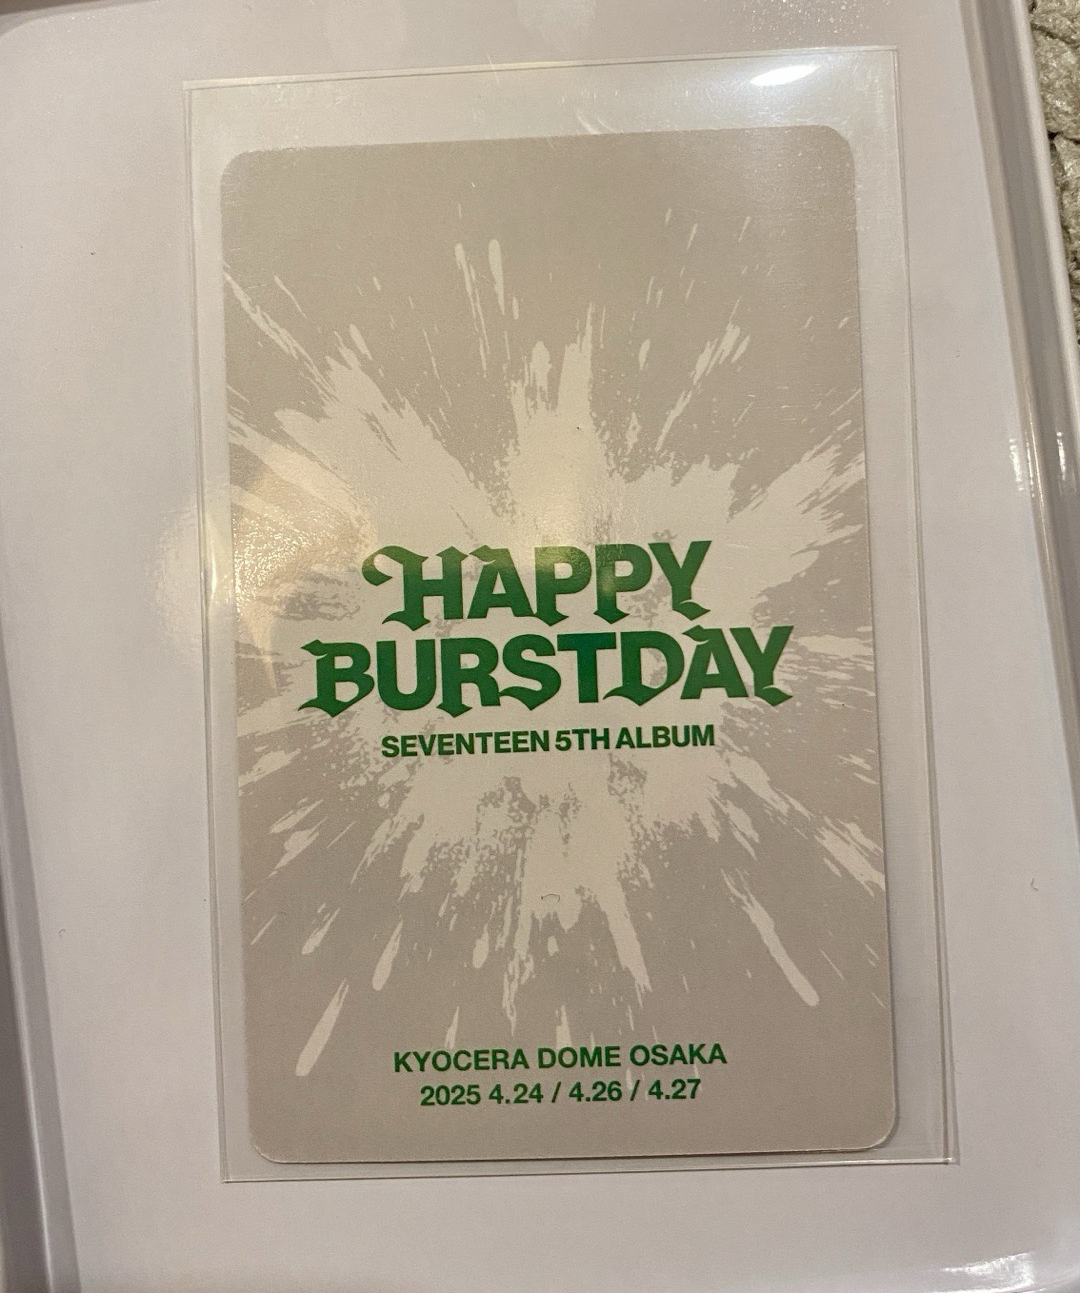 HAPPY
BURSTDAY
SEVENTEEN 5TH ALBUM
KYOCERA DOME OSAKA
2025 4.24 / 4.26 / 4.27